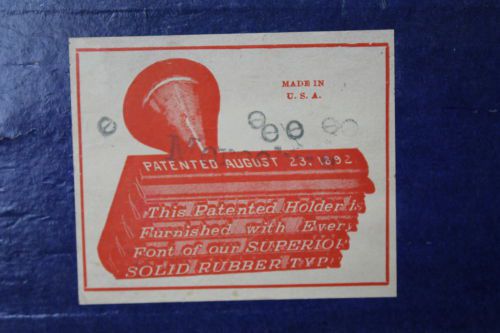 MADE IN
U. S. A.
e e e e e e
PATENTED AUGUST 23, 1892
This Patented Holder is
Furnished with Every
Font of our SUPERIOR
SOLID RUBBER TYPE